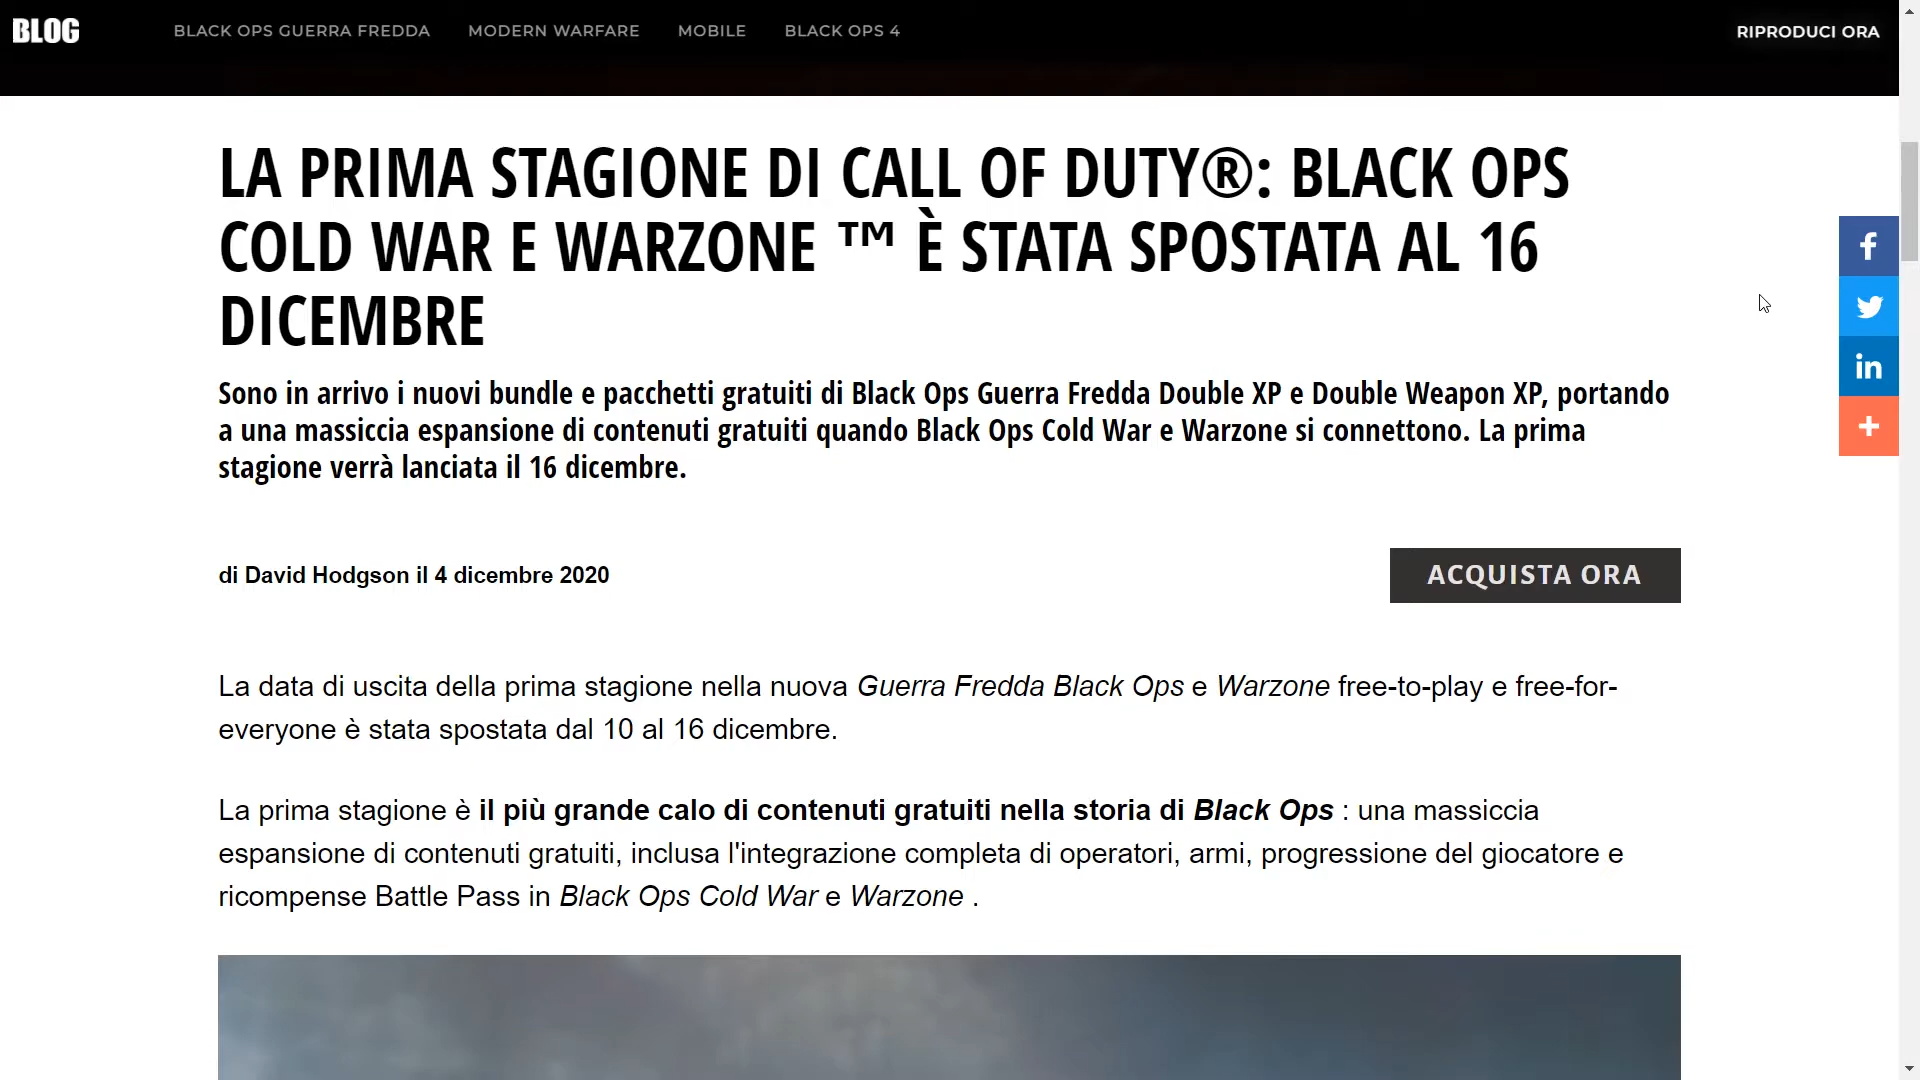 BLOG
BLACK OPS GUERRA FREDDA MODERN WARFARE MOBILE BLACK OPS 4
RIPRODUCI ORA
LA PRIMA STAGIONE DI CALL OF DUTY®: BLACK OPS
COLD WAR E WARZONE ™ È STATA SPOSTATA AL 16
DICEMBRE
Sono in arrivo i nuovi bundle e pacchetti gratuiti di Black Ops Guerra Fredda Double XP e Double Weapon XP, portando
a una massiccia espansione di contenuti gratuiti quando Black Ops Cold War e Warzone si connettono. La prima
stagione verrà lanciata il 16 dicembre.
di David Hodgson il 4 dicembre 2020
ACQUISTA ORA
La data di uscita della prima stagione nella nuova Guerra Fredda Black Ops e Warzone free-to-play e free-for-
everyone è stata spostata dal 10 al 16 dicembre.
La prima stagione è il più grande calo di contenuti gratuiti nella storia di Black Ops : una massiccia
espansione di contenuti gratuiti, inclusa l'integrazione completa di operatori, armi, progressione del giocatore e
ricompense Battle Pass in Black Ops Cold War e Warzone .